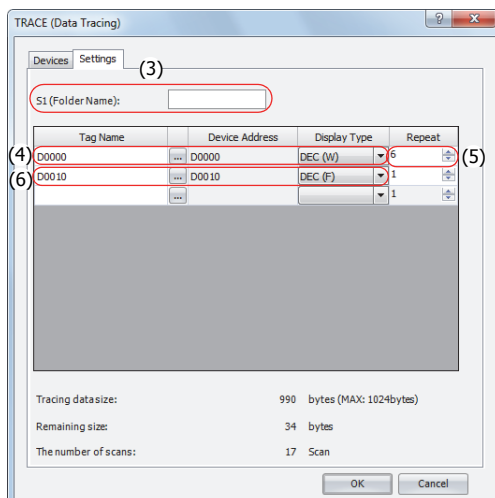 TRACE (Data Tracing)
Devices Settings
(3)
S1(Folder Name):
Tag Name Device Address Display Type Repeat
(4) D0000 ... D0000 DEC (W) 6 (5)
(6) D0010 ... D0010 DEC (F) 1
... 1
Tracing data size: 990 bytes (MAX: 1024bytes)
Remaining size: 34 bytes
The number of scans: 17 Scan
OK Cancel